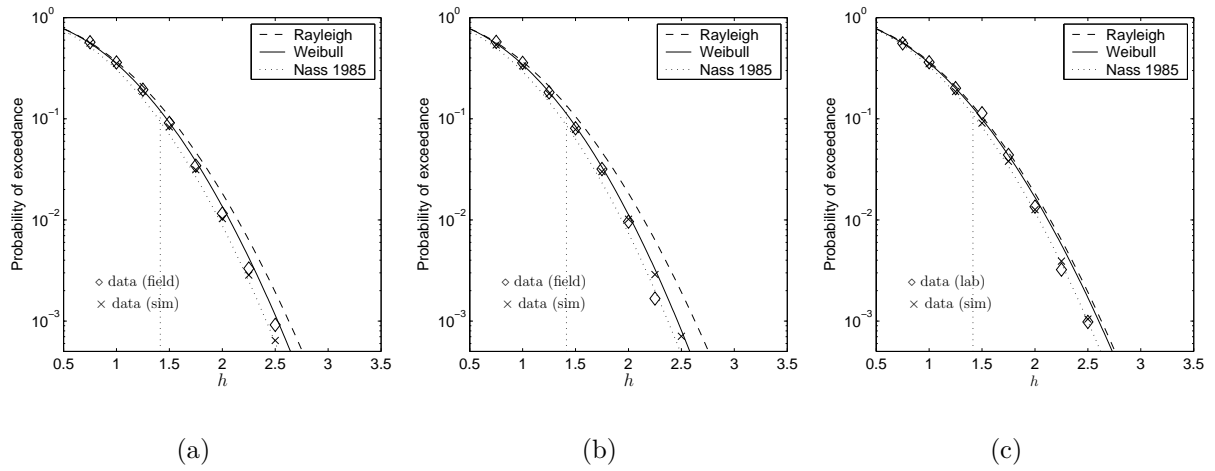 10^0
10^-1
10^-2
10^-3
Probability of exceedance
Rayleigh
Weibull
Nass 1985
data (field)
data (sim)
0.5 1 1.5 2 2.5 3 3.5
h
(a)
10^0
10^-1
10^-2
10^-3
Probability of exceedance
Rayleigh
Weibull
Nass 1985
data (field)
data (sim)
0.5 1 1.5 2 2.5 3 3.5
h
(b)
10^0
10^-1
10^-2
10^-3
Probability of exceedance
Rayleigh
Weibull
Nass 1985
data (lab)
data (sim)
0.5 1 1.5 2 2.5 3 3.5
h
(c)